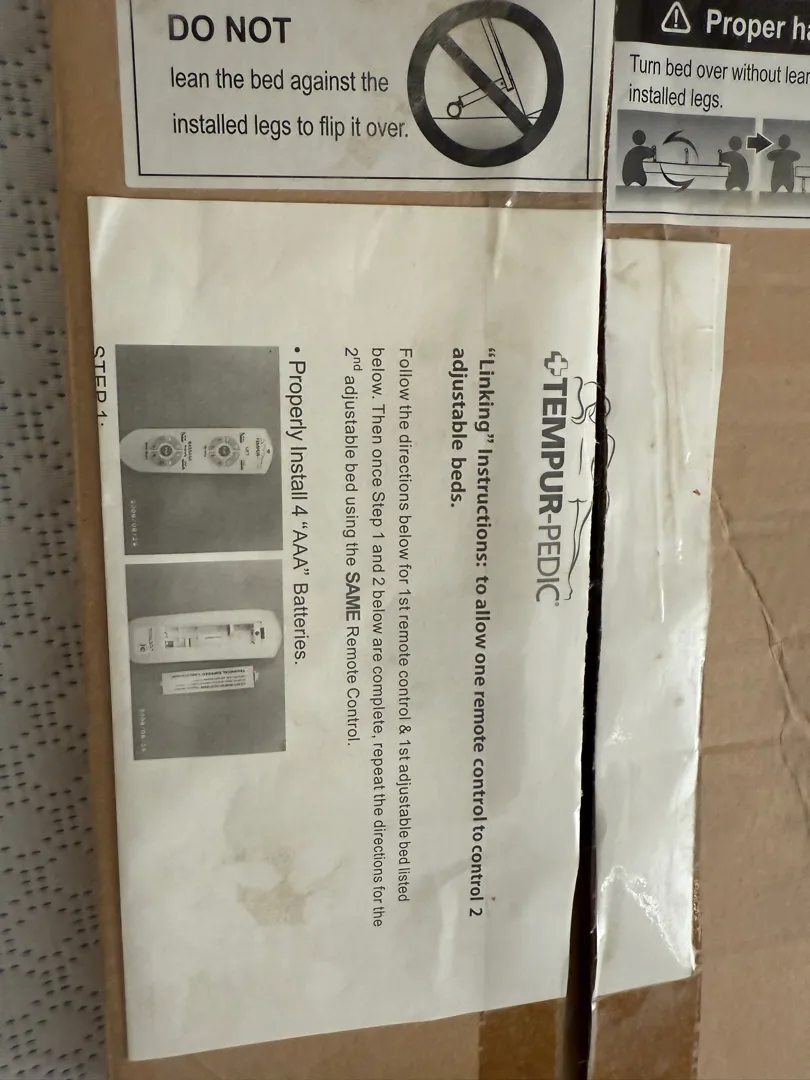 DO NOT
lean the bed against the
installed legs to flip it over.
Proper
Turn bed over without
installed legs.
TEMPUR-PEDIC®
“Linking” Instructions: to allow one remote control to control 2
adjustable beds.
Follow the directions below for 1st remote control & 1st adjustable bed listed
below. Then once Step 1 and 2 below are complete, repeat the directions for the
2nd adjustable bed using the SAME Remote Control.
• Properly Install 4 “AAA” Batteries.
STEP 1: